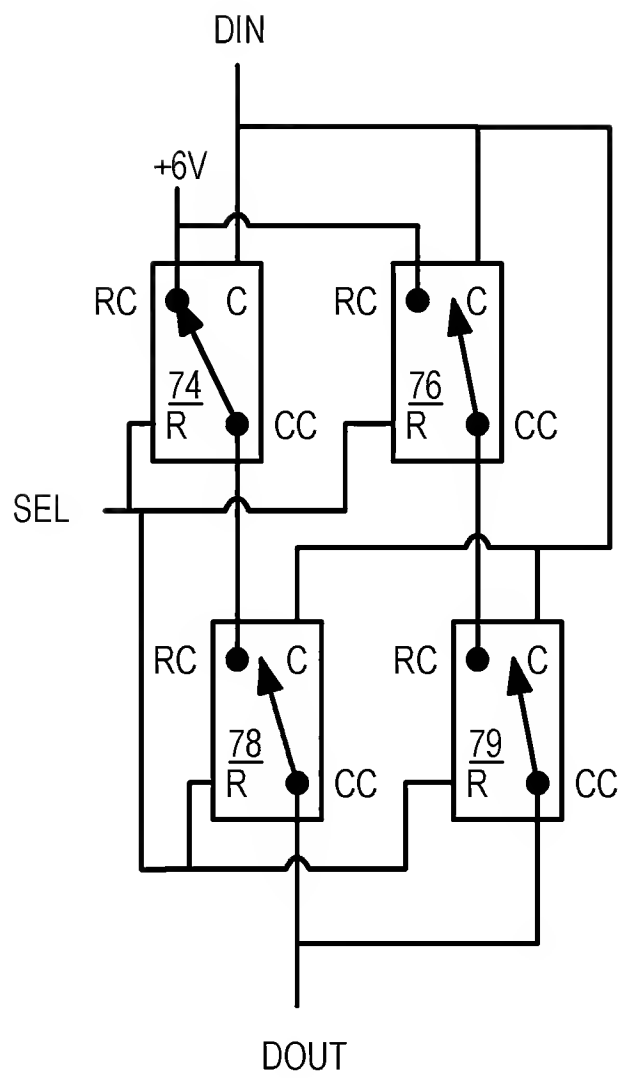 DIN
+6V
RC C RC C
74 76
R CC R CC
SEL
RC C RC C
78 79
R CC R CC
DOUT